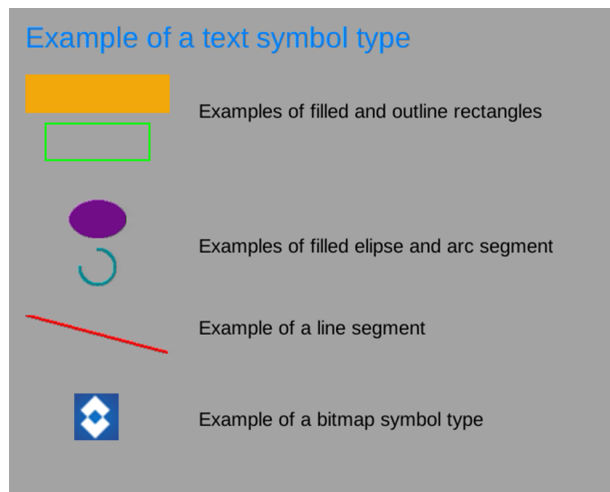 Example of a text symbol type
Examples of filled and outline rectangles
Examples of filled elipse and arc segment
Example of a line segment
Example of a bitmap symbol type